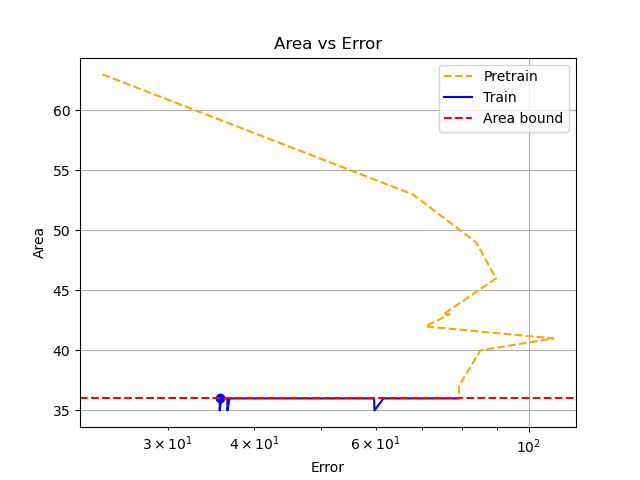 Area vs Error
Pretrain
Train
Area bound
Area
60
55
50
45
40
35
3 × 10¹
4 × 10¹
6 × 10¹
10²
Error